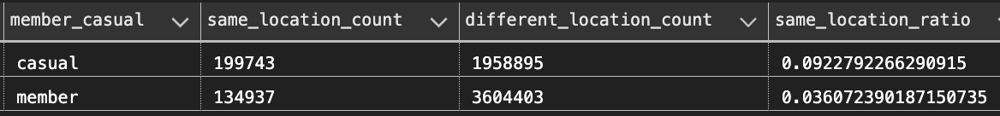 member_casual same_location_count different_location_count same_location_ratio
casual 199743 1958895 0.0922792266290915
member 134937 3604403 0.036072390187150735